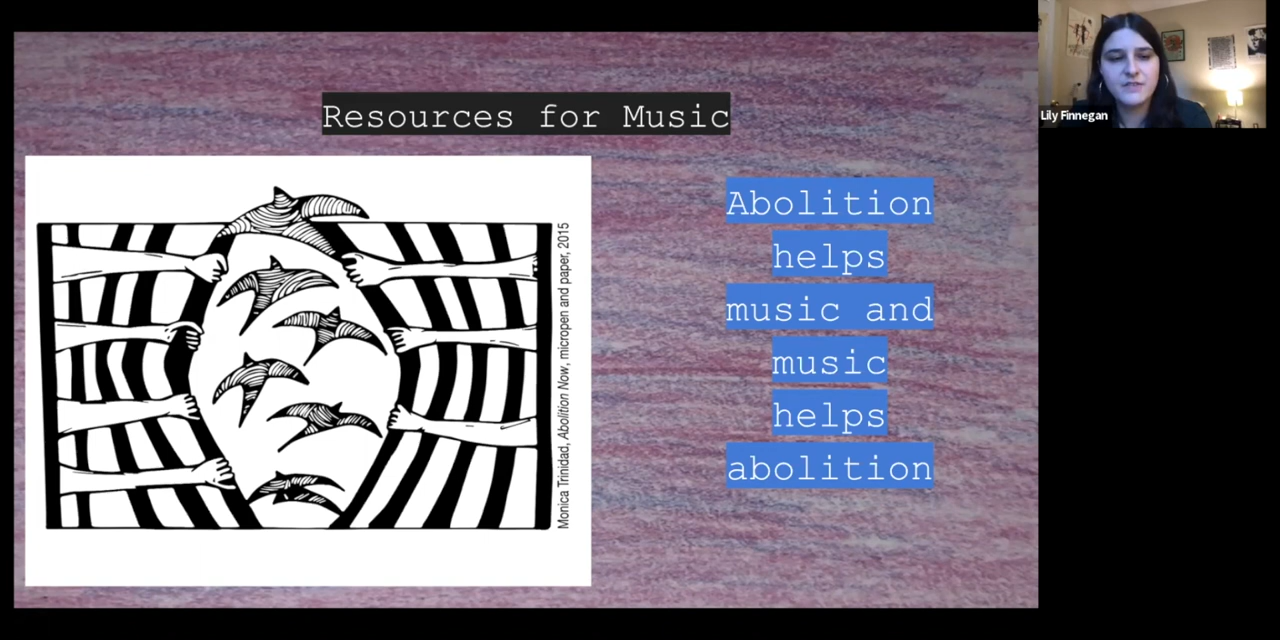 Resources for Music
Abolition
helps
music and
music
helps
abolition
Monica Trinidad, Abolition Now, micropen and paper, 2015
Lily Finnegan